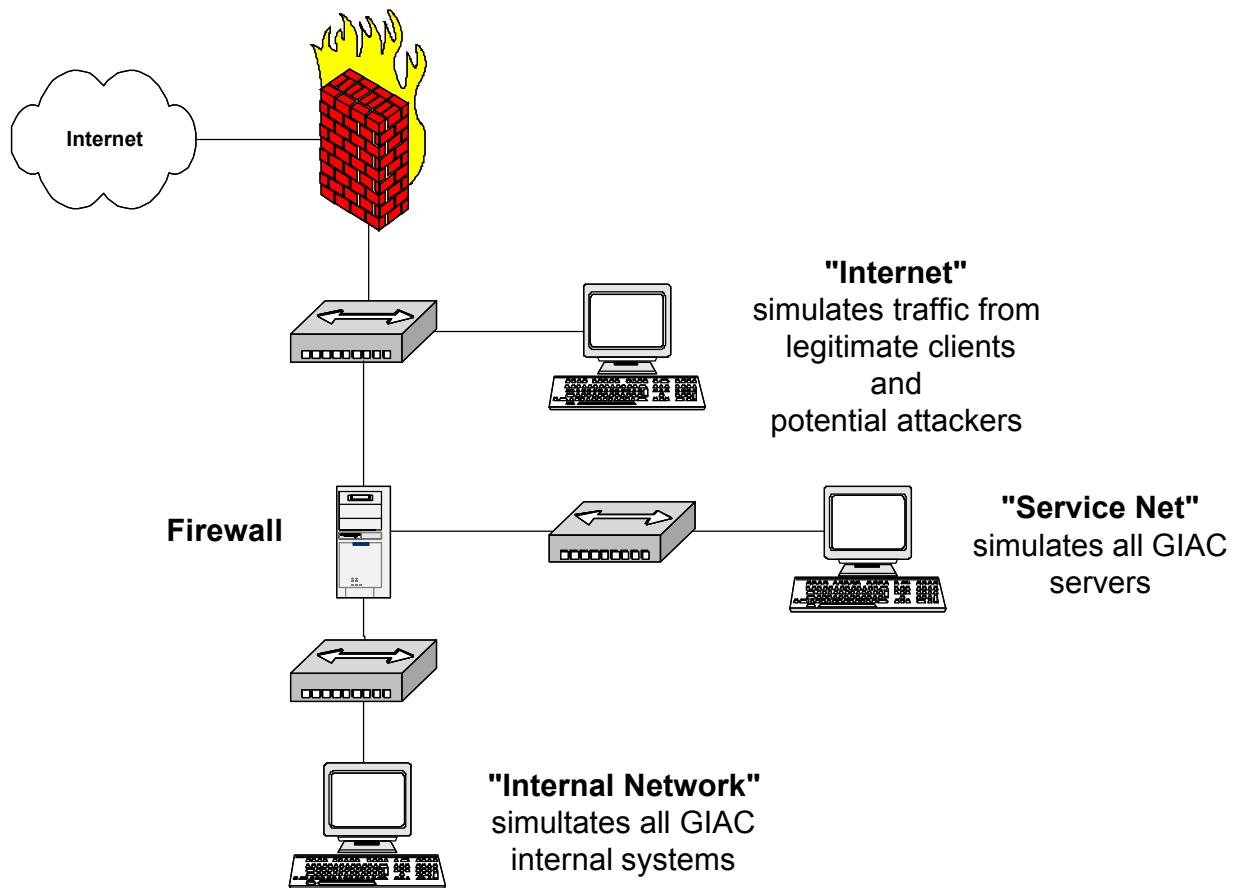 Internet
"Internet"
simulates traffic from
legitimate clients
and
potential attackers
Firewall
"Service Net"
simulates all GIAC
servers
"Internal Network"
simultates all GIAC
internal systems